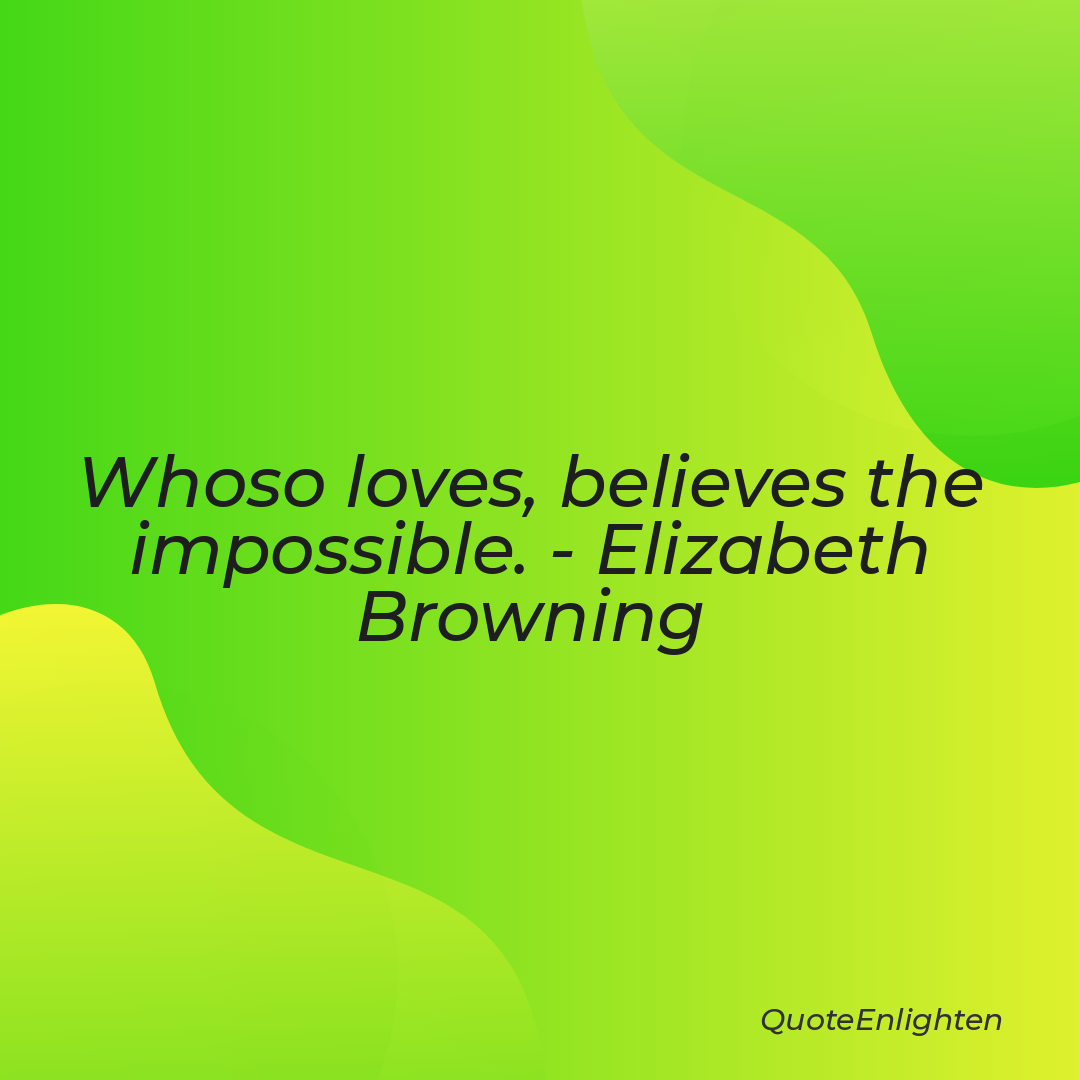 Whoso loves, believes the
impossible. - Elizabeth
Browning
QuoteEnlighten